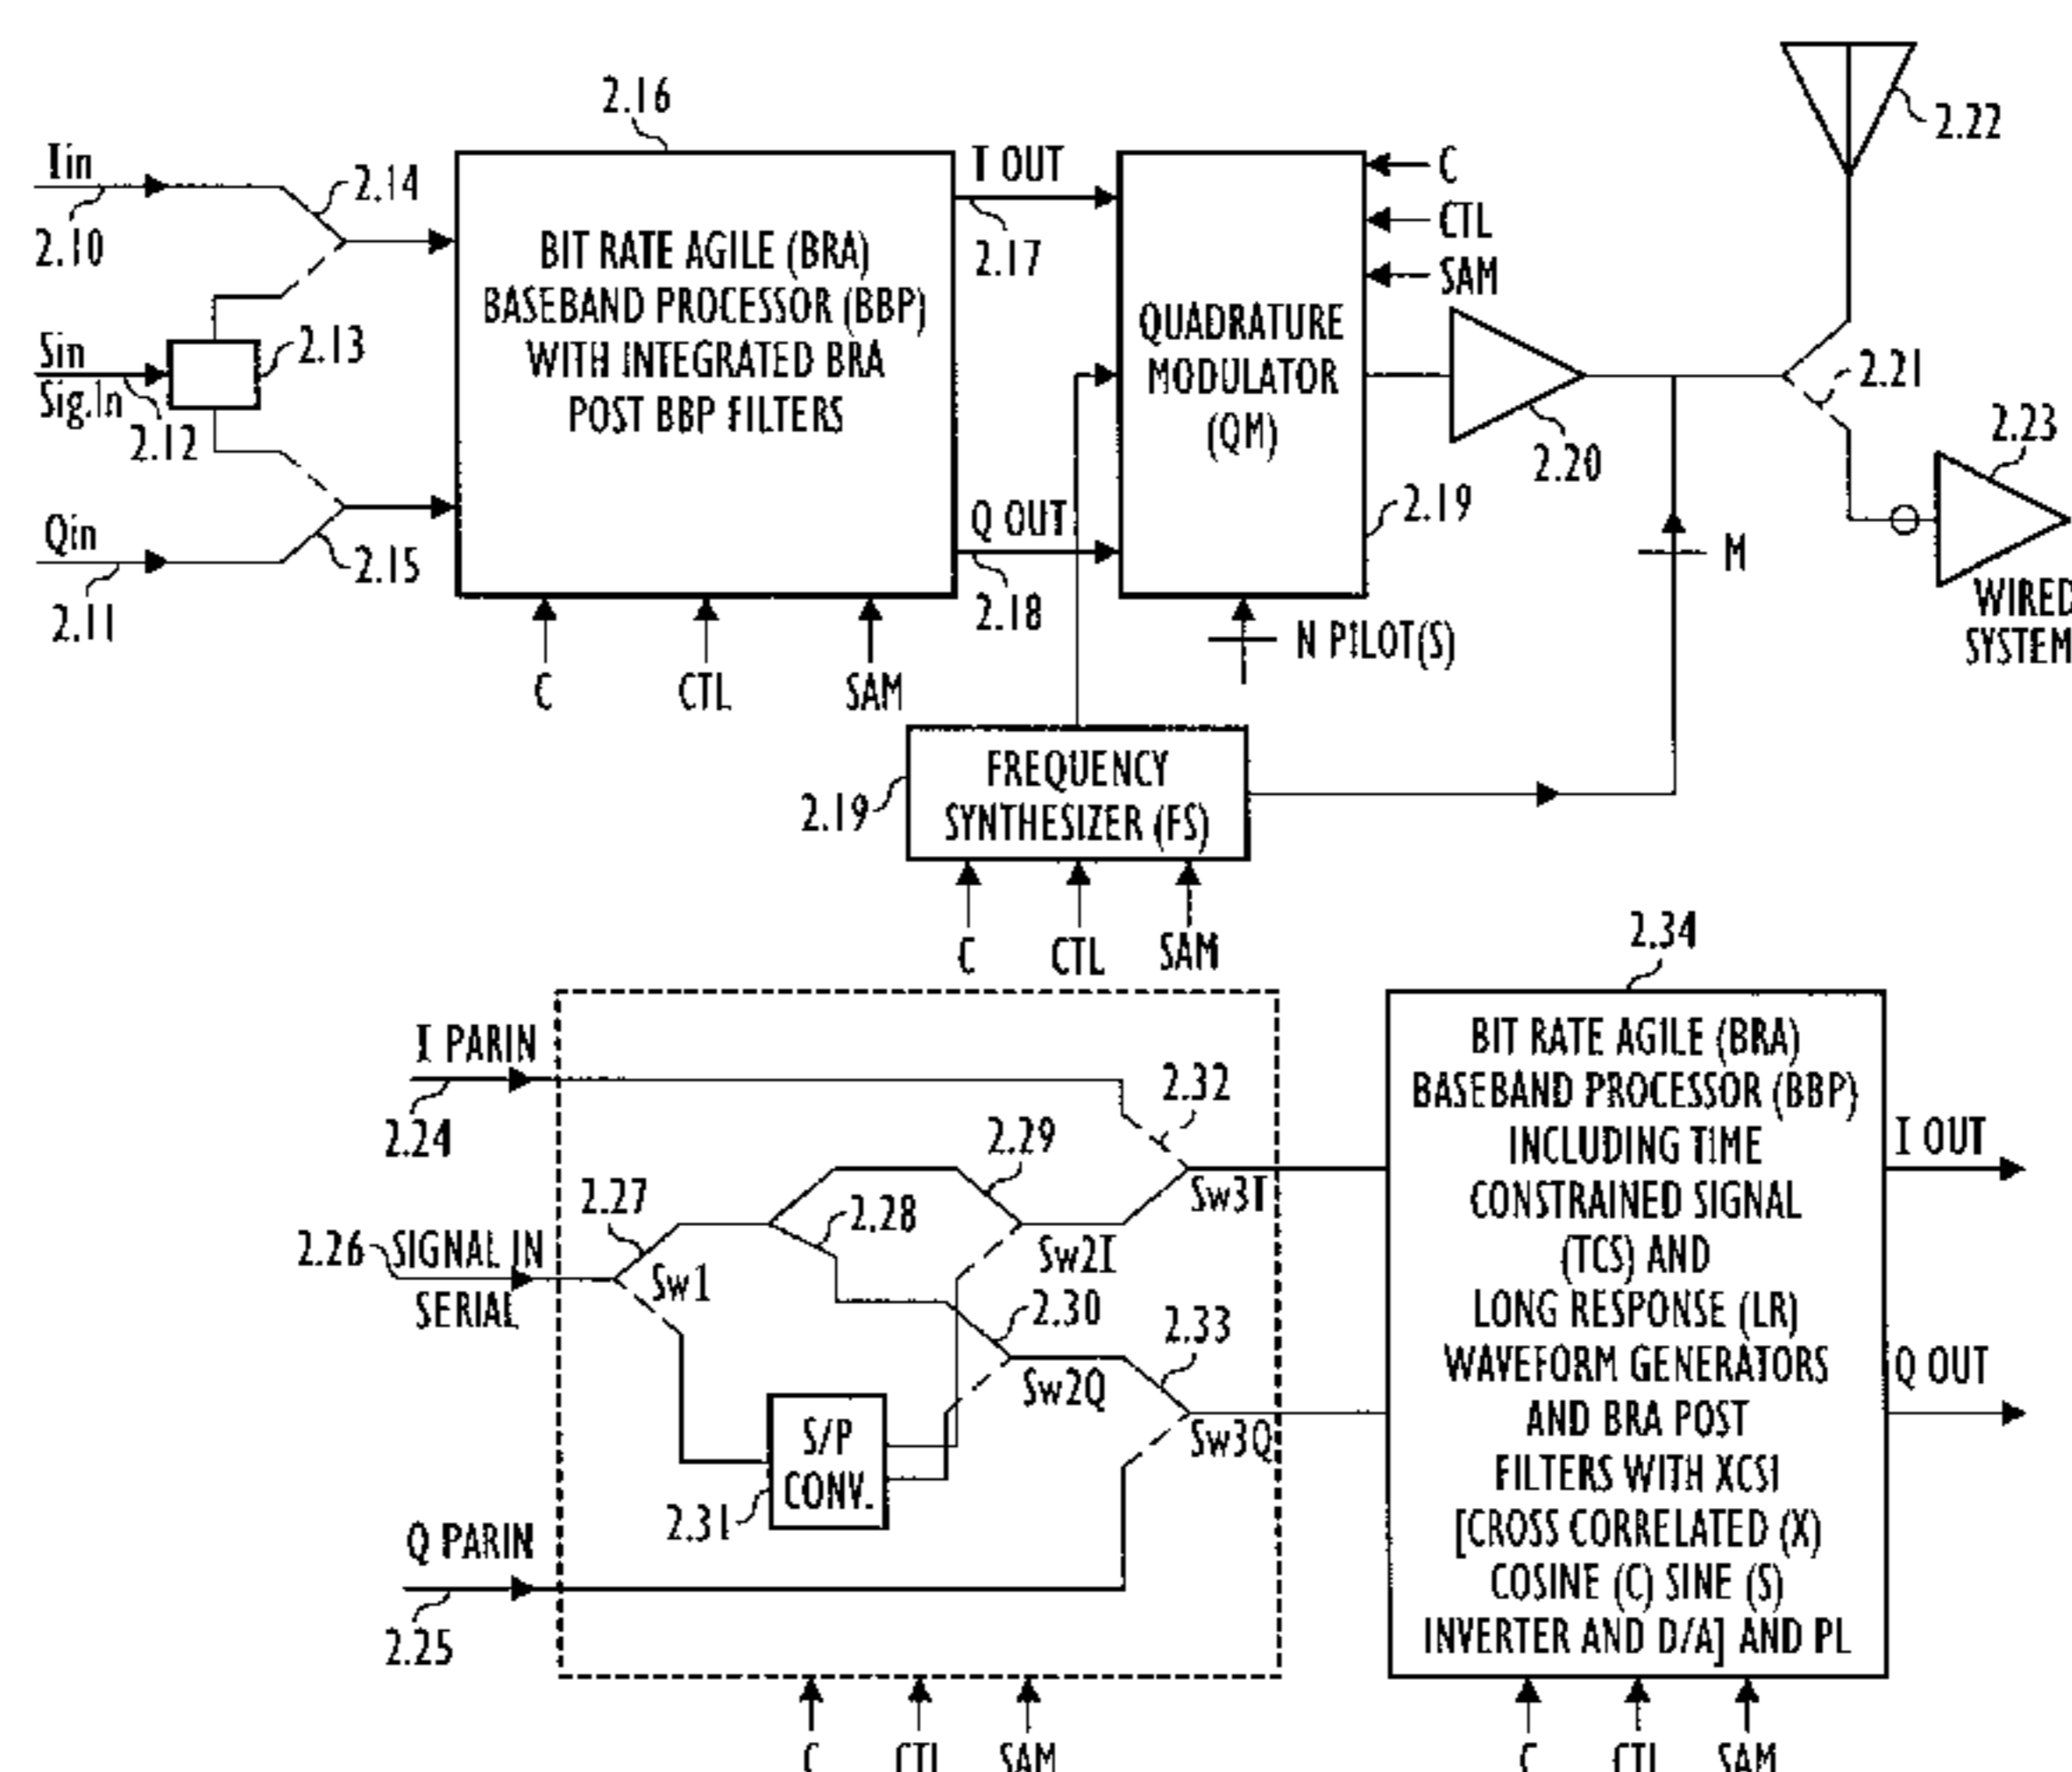 2.16
2.22
Iin
2.10
2.14
BIT RATE AGILE (BRA)
BASEBAND PROCESSOR (BBP)
WITH INTEGRATED BRA
POST BBP FILTERS
I OUT
2.17
C
CTL
SAM
QUADRATURE
MODULATOR
(QM)
Sin
Sig.In
2.12
2.13
2.21
2.20
2.23
Qin
2.11
2.15
Q OUT
2.18
2.19
M
WIRED
SYSTEM
C
CTL
SAM
N PILOT(S)
2.19
FREQUENCY
SYNTHESIZER (FS)
C
CTL
SAM
2.34
I PARIN
2.24
2.32
2.29
2.27
2.28
Sw3I
2.26
SIGNAL IN
SERIAL
Sw1
Sw2I
2.30
2.33
Sw2Q
Sw3Q
S/P
CONV.
2.31
Q PARIN
2.25
BIT RATE AGILE (BRA)
BASEBAND PROCESSOR (BBP)
INCLUDING TIME
CONSTRAINED SIGNAL
(TCS) AND
LONG RESPONSE (LR)
WAVEFORM GENERATORS
AND BRA POST
FILTERS WITH XCSI
[CROSS CORRELATED (X)
COSINE (C) SINE (S)
INVERTER AND D/A] AND PL
I OUT
Q OUT
C
CTL
SAM
C
CTL
SAM